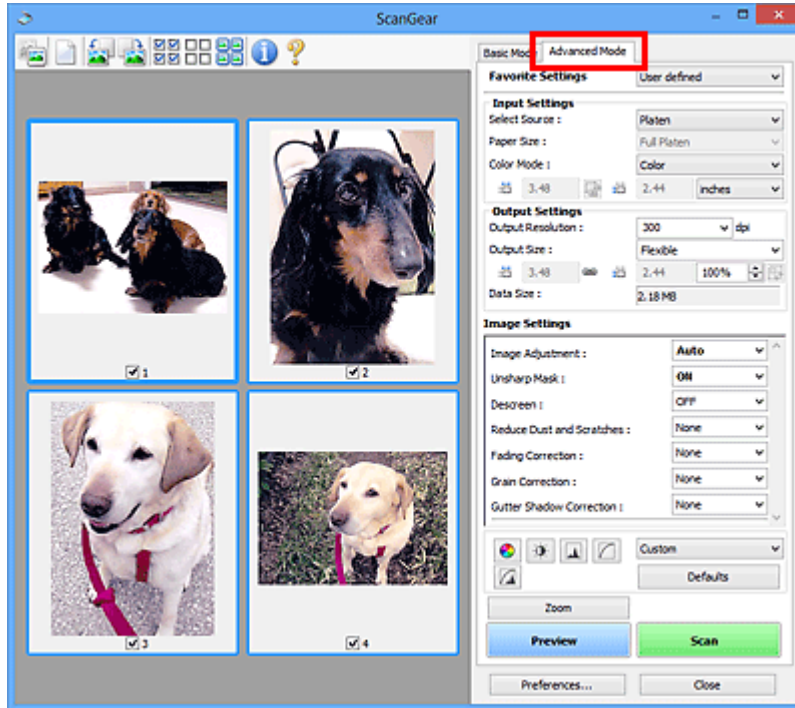 ScanGear
Basic Mode Advanced Mode
Favorite Settings User defined
Input Settings
Select Source : Platen
Paper Size : Full Platen
Color Mode : Color
3.48 2.44 inches
Output Settings
Output Resolution : 300 dpi
Output Size : Flexible
3.48 2.44 100%
Data Size : 2.18 MB
Image Settings
Image Adjustment : Auto
Unsharp Mask : ON
Descreen : OFF
Reduce Dust and Scratches : None
Fading Correction : None
Grain Correction : None
Gutter Shadow Correction : None
Custom
Defaults
Zoom
Preview Scan
Preferences... Close
1 2
3 4